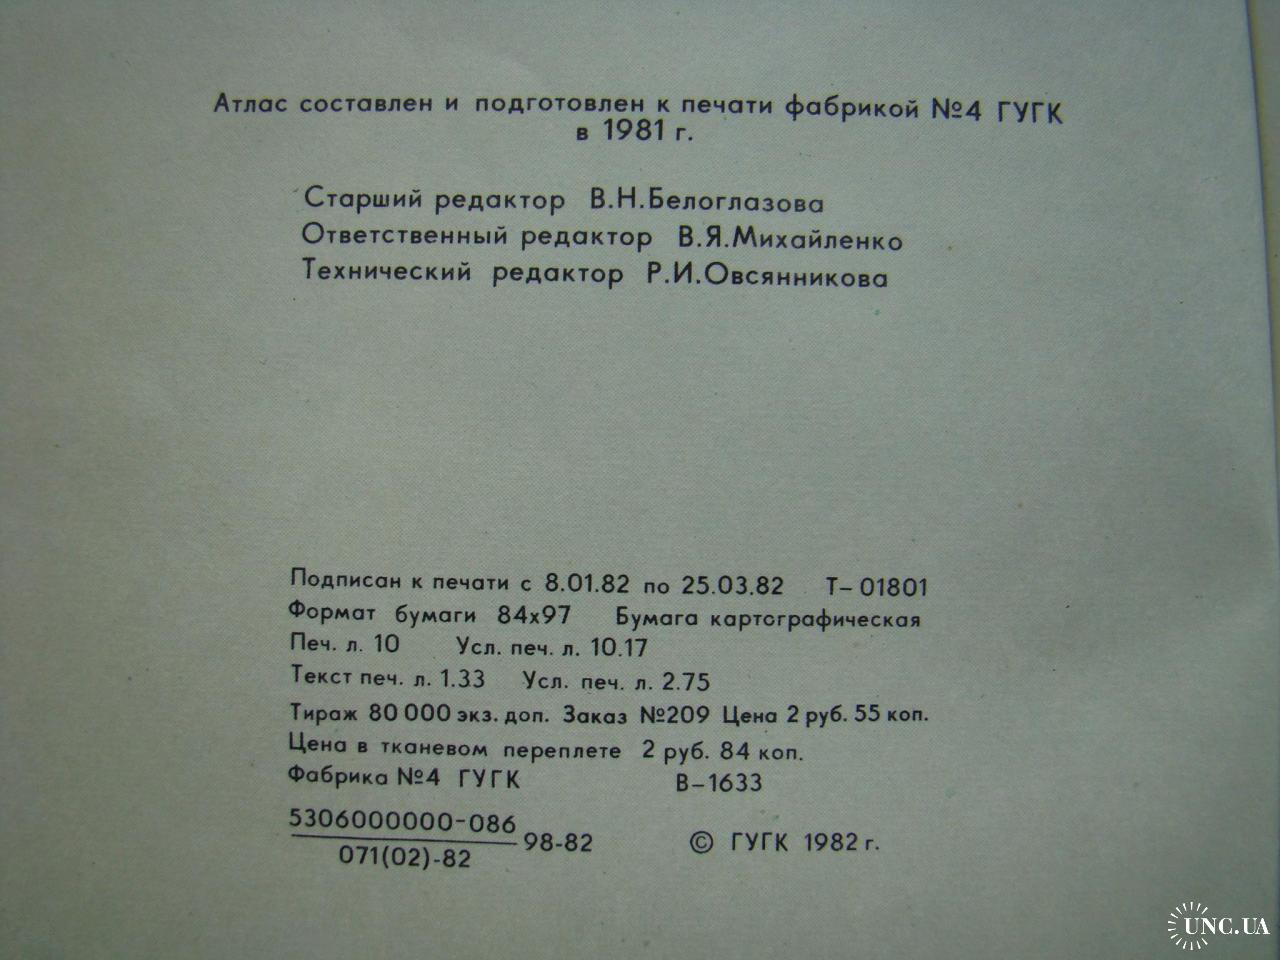 Атлас составлен и подготовлен к печати фабрикой №4 ГУГК
в 1981 г.
Старший редактор В.Н.Белоглазова
Ответственный редактор В.Я.Михайленко
Технический редактор Р.И.Овсянникова
Подписан к печати с 8.01.82 по 25.03.82 Т-01801
Формат бумаги 84х97 Бумага картографическая
Печ. л. 10 Усл. печ. л. 10.17
Текст печ. л. 1.33 Усл. печ. л. 2.75
Тираж 80 000 экз. доп. Заказ №209 Цена 2 руб. 55 коп.
Цена в тканевом переплете 2 руб. 84 коп.
Фабрика №4 ГУГК В-1633
5306000000-086
071(02)-82
98-82
© ГУГК 1982 г.
UNC.UA